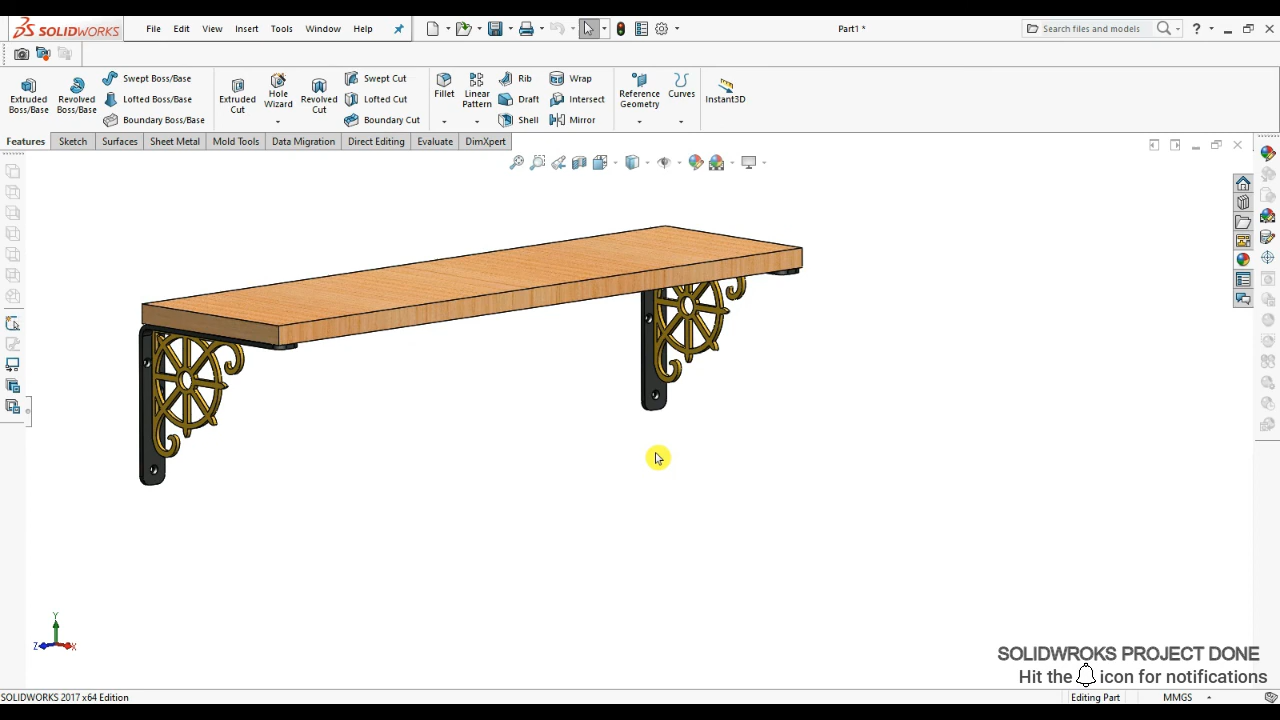 SOLIDWORKS File Edit View Insert Tools Window Help Part1 * Search files and models ?
Extruded Boss/Base Revolved Boss/Base Swept Boss/Base Lofted Boss/Base Boundary Boss/Base Extruded Cut Hole Wizard Revolved Cut Swept Cut Lofted Cut Boundary Cut Fillet Linear Pattern Rib Draft Shell Wrap Intersect Mirror Reference Geometry Curves Instant3D
Features Sketch Surfaces Sheet Metal Mold Tools Data Migration Direct Editing Evaluate DimXpert
Y
Z X
SOLIDWROKS PROJECT DONE
Hit the icon for notifications
SOLIDWORKS 2017 x64 Edition Editing Part MMGS